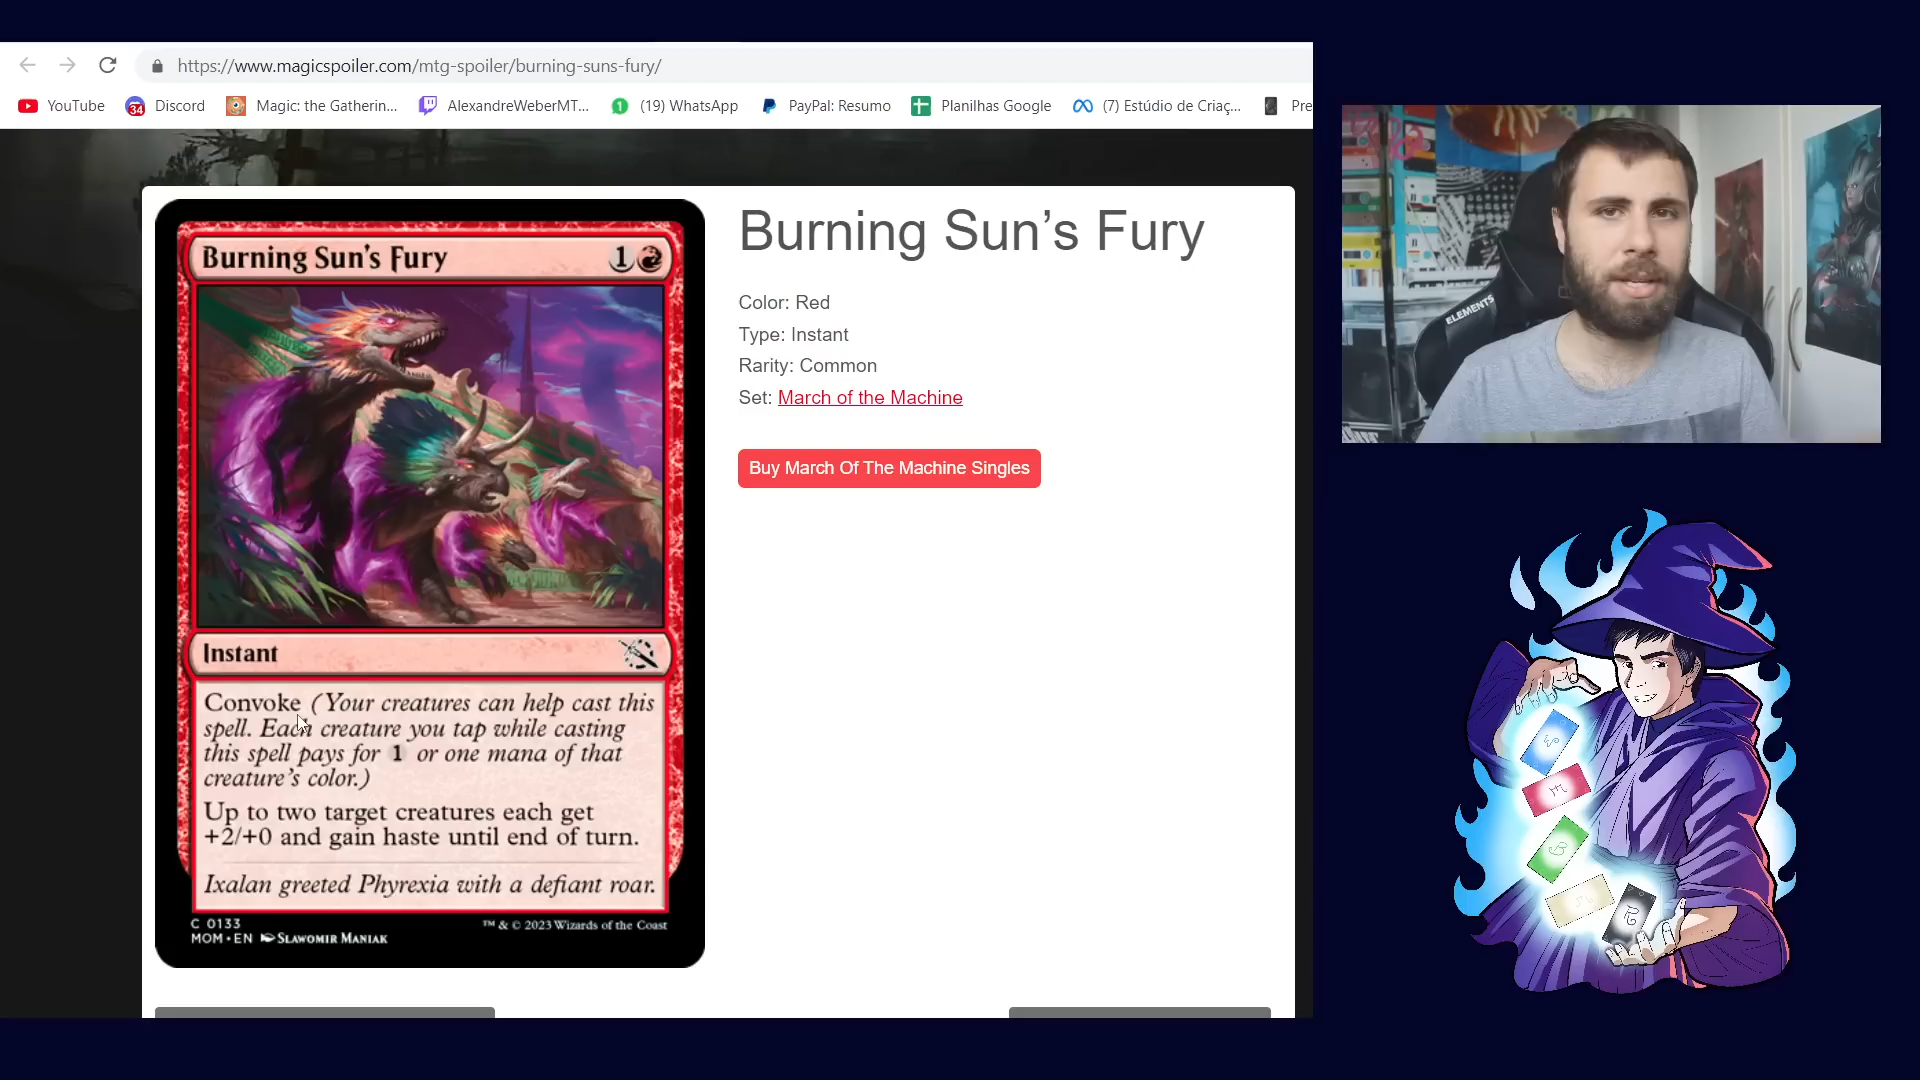 https://www.magicspoiler.com/mtg-spoiler/burning-suns-fury/
YouTube
34
Discord
Magic: the Gatherin...
AlexandreWeberMT...
1
(19) WhatsApp
PayPal: Resumo
Planilhas Google
(7) Estúdio de Criaç...
Pre
Burning Sun's Fury
1
Instant
Convoke (Your creatures can help cast this
spell. Each creature you tap while casting
this spell pays for 1 or one mana of that
creature's color.)
Up to two target creatures each get
+2/+0 and gain haste until end of turn.
Ixalan greeted Phyrexia with a defiant roar.
C 0133
MOM • EN SLAWOMIR MANIAK
™ & © 2023 Wizards of the Coast
Burning Sun’s Fury
Color: Red
Type: Instant
Rarity: Common
Set: March of the Machine
Buy March Of The Machine Singles
ELEMENTS